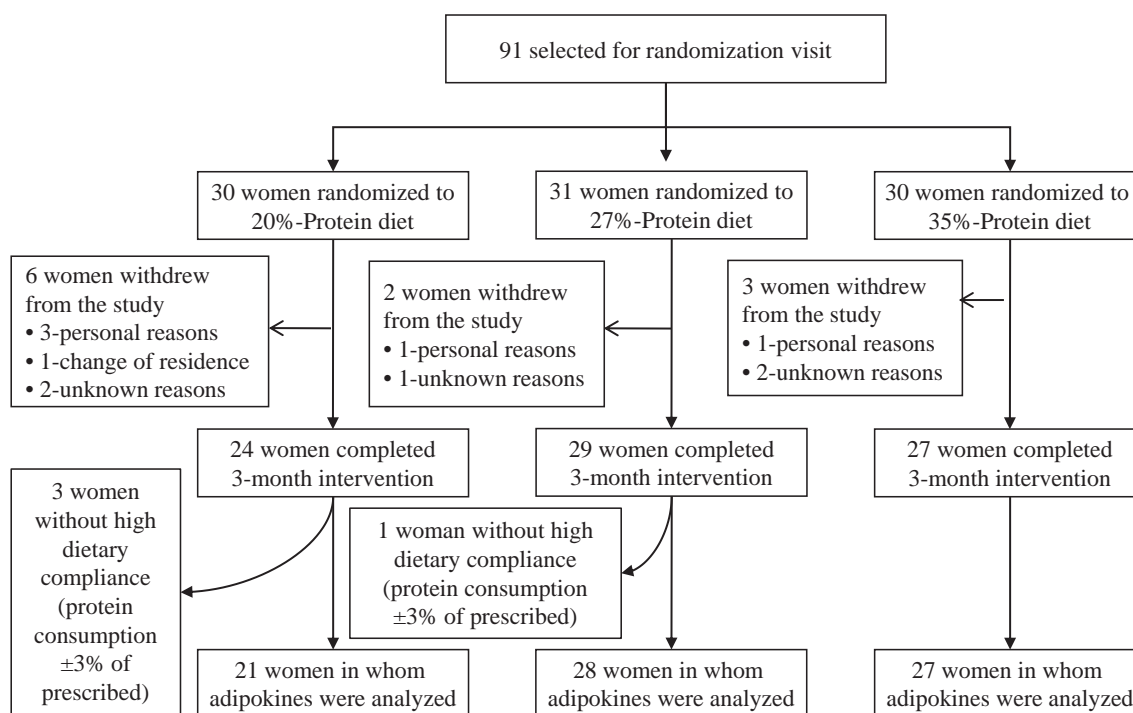 91 selected for randomization visit
30 women randomized to
20%-Protein diet
31 women randomized to
27%-Protein diet
30 women randomized to
35%-Protein diet
6 women withdrew
from the study
• 3-personal reasons
• 1-change of residence
• 2-unknown reasons
2 women withdrew
from the study
• 1-personal reasons
• 1-unknown reasons
3 women withdrew
from the study
• 1-personal reasons
• 2-unknown reasons
24 women completed
3-month intervention
29 women completed
3-month intervention
27 women completed
3-month intervention
3 women
without high
dietary
compliance
(protein
consumption
±3% of
prescribed)
1 woman without high
dietary compliance
(protein consumption
±3% of prescribed)
21 women in whom
adipokines were analyzed
28 women in whom
adipokines were analyzed
27 women in whom
adipokines were analyzed